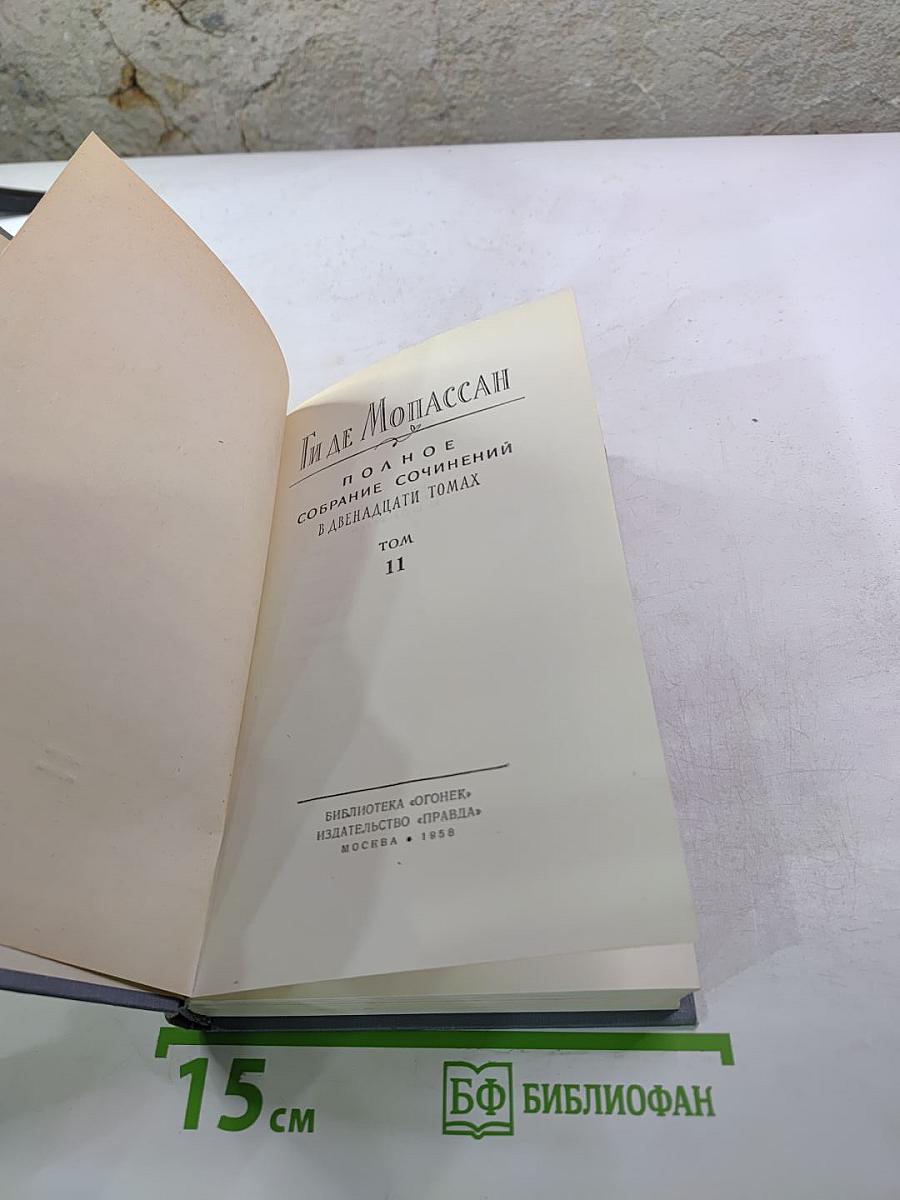 Ги де Мопассан
ПОЛНОЕ
СОБРАНИЕ СОЧИНЕНИЙ
В ДВЕНАДЦАТИ ТОМАХ
ТОМ
11
БИБЛИОТЕКА «ОГОНЕК»
ИЗДАТЕЛЬСТВО «ПРАВДА»
МОСКВА • 1958
15 см
БФ БИБЛИОФАН